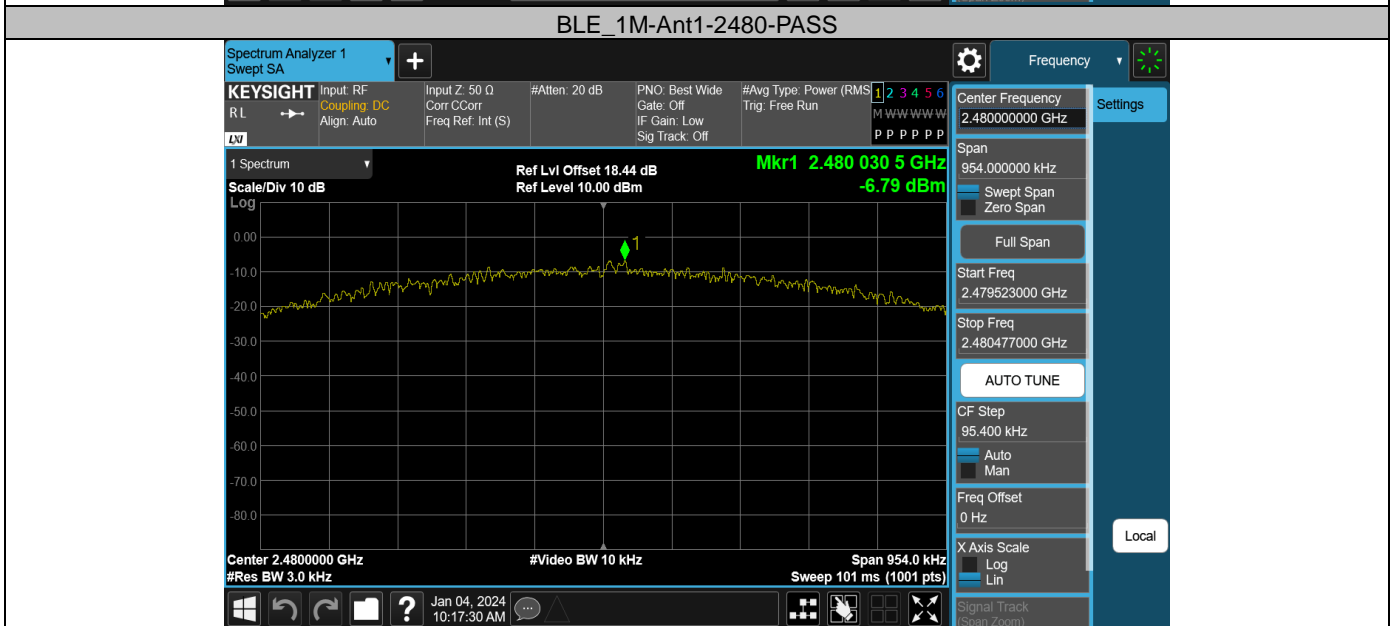 BLE_1M-Ant1-2480-PASS
Spectrum Analyzer 1
Swept SA
+
Frequency
KEYSIGHT
RL
LXI
Input: RF
Coupling: DC
Align: Auto
Input Z: 50 Ω
Corr CCorr
Freq Ref: Int (S)
#Atten: 20 dB
PNO: Best Wide
Gate: Off
IF Gain: Low
Sig Track: Off
#Avg Type: Power (RMS
Trig: Free Run
1 2 3 4 5 6
M W W W W W
P P P P P P
1 Spectrum
Scale/Div 10 dB
Log
Ref Lvl Offset 18.44 dB
Ref Level 10.00 dBm
Mkr1 2.480 030 5 GHz
-6.79 dBm
1
0.00
-10.0
-20.0
-30.0
-40.0
-50.0
-60.0
-70.0
-80.0
Center 2.4800000 GHz
#Res BW 3.0 kHz
#Video BW 10 kHz
Span 954.0 kHz
Sweep 101 ms (1001 pts)
Center Frequency
2.480000000 GHz
Settings
Span
954.000000 kHz
Swept Span
Zero Span
Full Span
Start Freq
2.479523000 GHz
Stop Freq
2.480477000 GHz
AUTO TUNE
CF Step
95.400 kHz
Auto
Man
Freq Offset
0 Hz
X Axis Scale
Log
Lin
Local
Signal Track
(Span Zoom)
?
Jan 04, 2024
10:17:30 AM